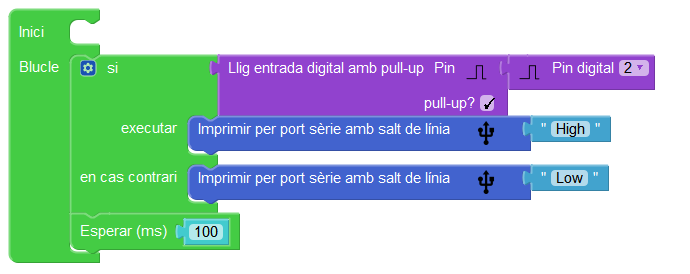 Inici
Blucle
si
Llig entrada digital amb pull-up Pin
Pin digital 2
pull-up?
executar
Imprimir per port sèrie amb salt de línia
" High "
en cas contrari
Imprimir per port sèrie amb salt de línia
" Low "
Esperar (ms) 100